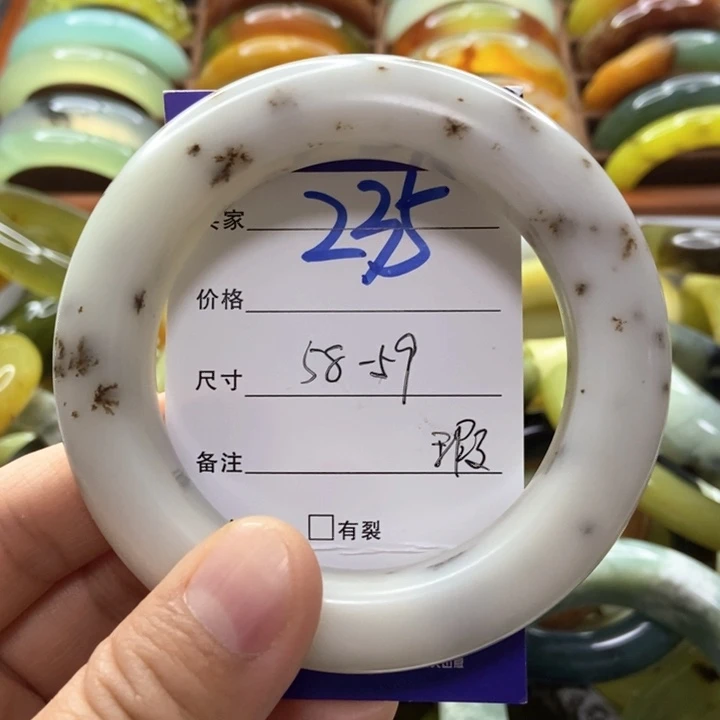 家 235
价格
尺寸 58-59
备注 瑕
□有裂